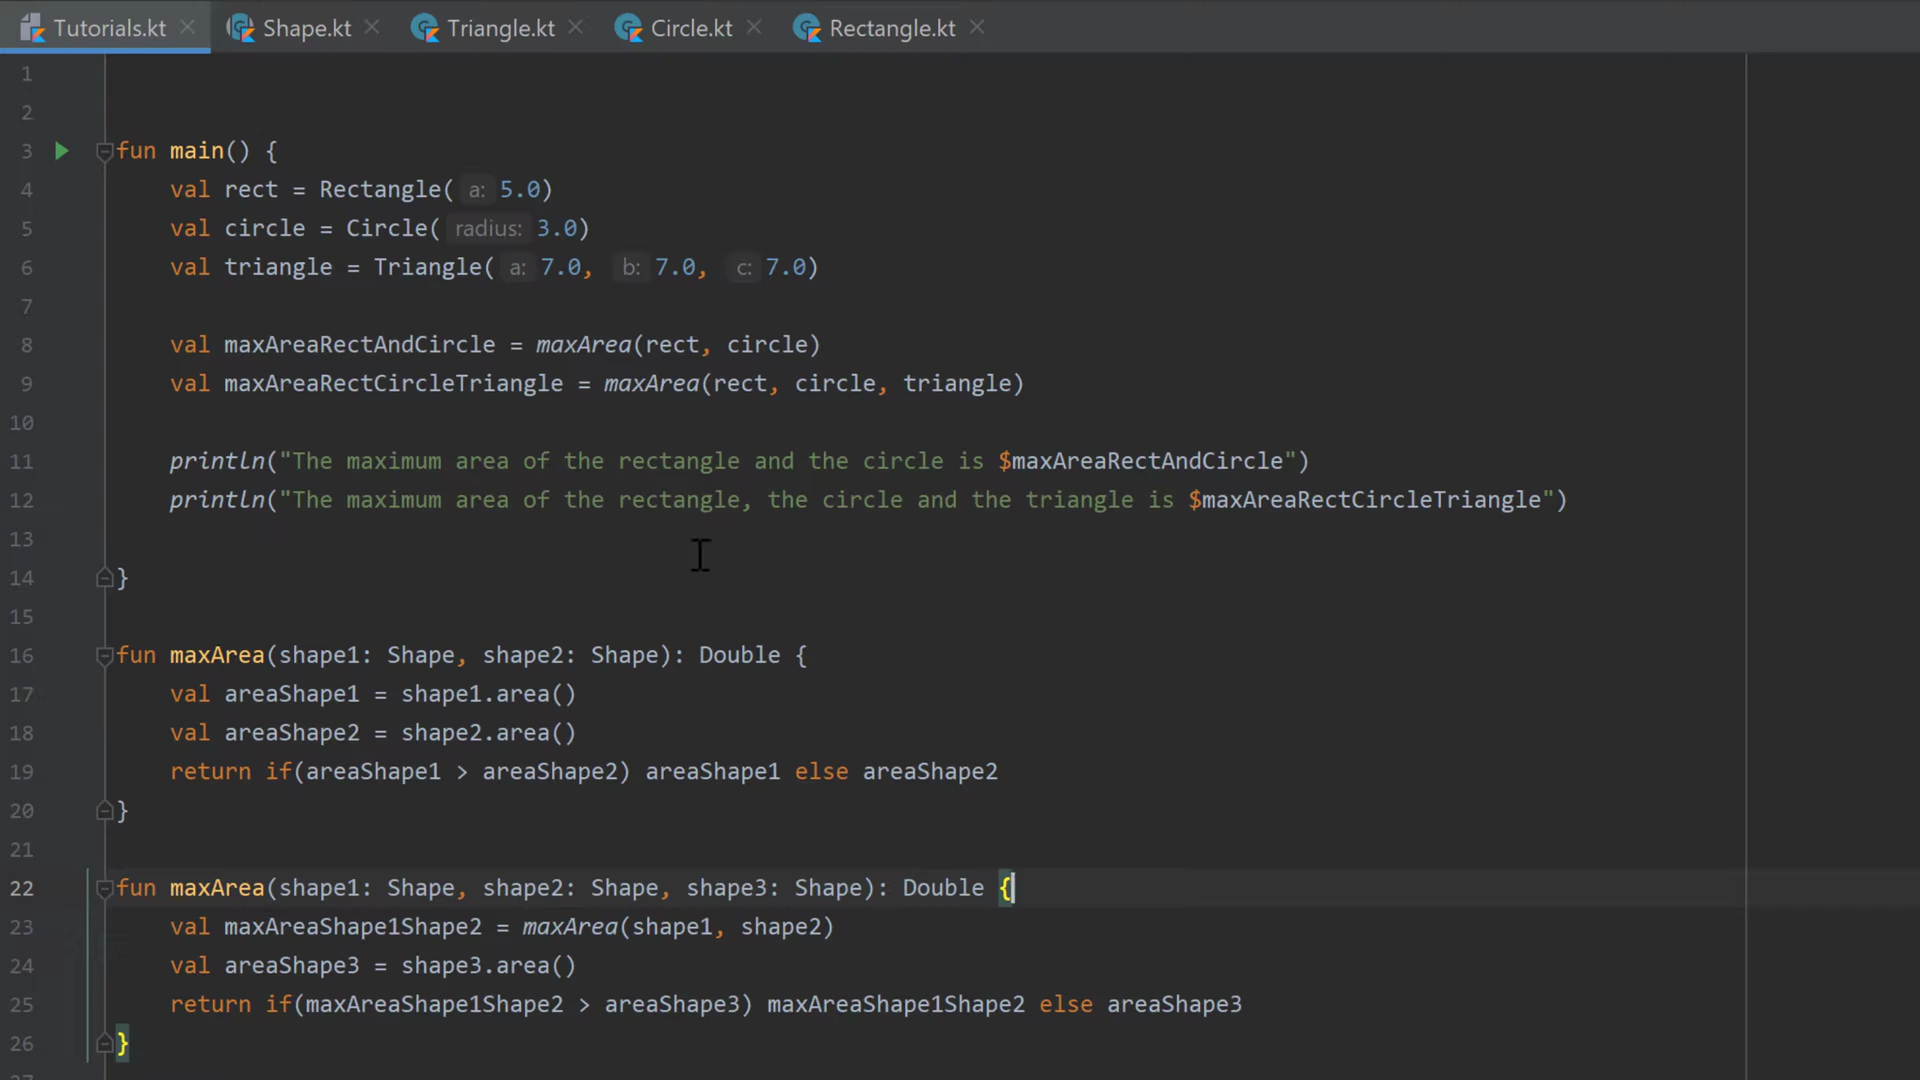 Tutorials.kt Shape.kt Triangle.kt Circle.kt Rectangle.kt
1
2
3 fun main() {
4 val rect = Rectangle( a: 5.0)
5 val circle = Circle( radius: 3.0)
6 val triangle = Triangle( a: 7.0, b: 7.0, c: 7.0)
7
8 val maxAreaRectAndCircle = maxArea(rect, circle)
9 val maxAreaRectCircleTriangle = maxArea(rect, circle, triangle)
10
11 println("The maximum area of the rectangle and the circle is $maxAreaRectAndCircle")
12 println("The maximum area of the rectangle, the circle and the triangle is $maxAreaRectCircleTriangle")
13
14 }
15
16 fun maxArea(shape1: Shape, shape2: Shape): Double {
17 val areaShape1 = shape1.area()
18 val areaShape2 = shape2.area()
19 return if(areaShape1 > areaShape2) areaShape1 else areaShape2
20 }
21
22 fun maxArea(shape1: Shape, shape2: Shape, shape3: Shape): Double {
23 val maxAreaShape1Shape2 = maxArea(shape1, shape2)
24 val areaShape3 = shape3.area()
25 return if(maxAreaShape1Shape2 > areaShape3) maxAreaShape1Shape2 else areaShape3
26 }
27